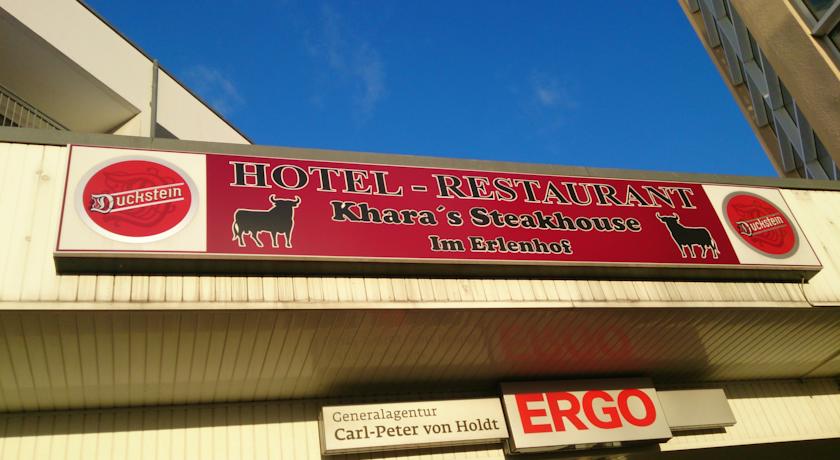 HOTEL - RESTAURANT
Duckstein
Khara´s Steakhouse
Duckstein
Im Erlenhof
Generalagentur
Carl-Peter von Holdt
ERGO